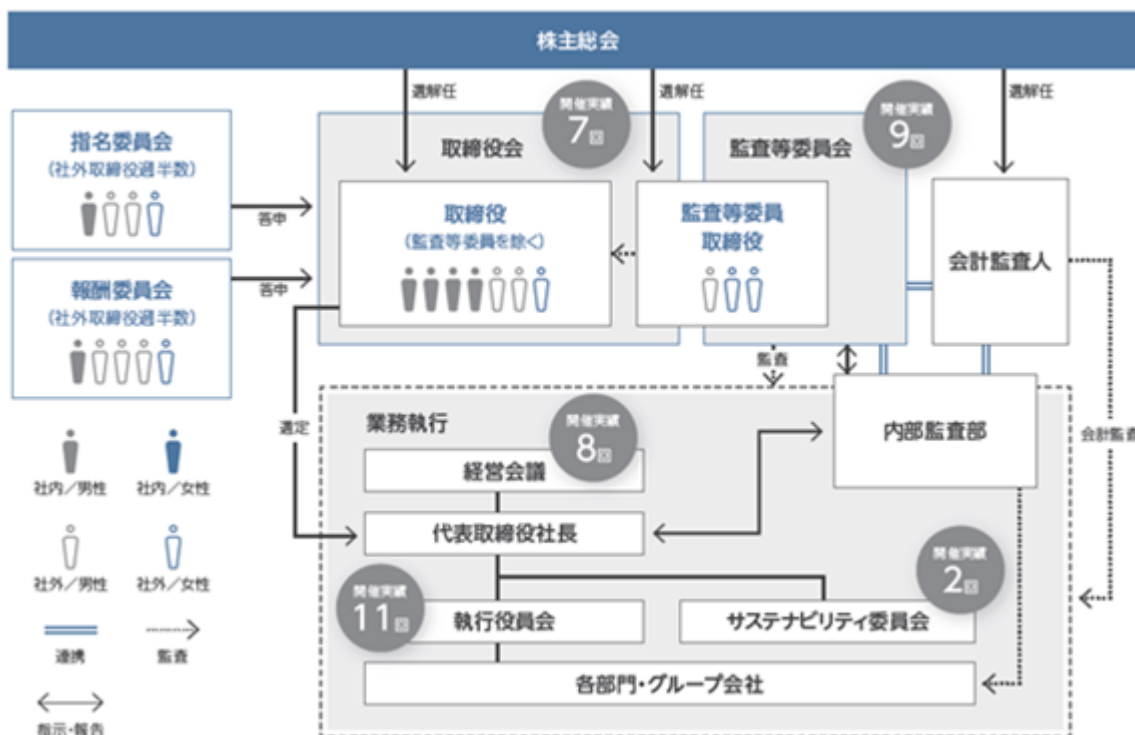 株主総会
選解任
選解任
選解任
指名委員会
(社外取締役過半数)
答申
報酬委員会
(社外取締役過半数)
答申
取締役会
開催実績
7回
取締役
(監査等委員を除く)
監査等委員会
開催実績
9回
監査等委員
取締役
会計監査人
監査
選定
会計監査
業務執行
開催実績
8回
経営会議
内部監査部
代表取締役社長
開催実績
11回
執行役員会
開催実績
2回
サステナビリティ委員会
各部門・グループ会社
社内/男性
社内/女性
社外/男性
社外/女性
連携
監査
指示・報告